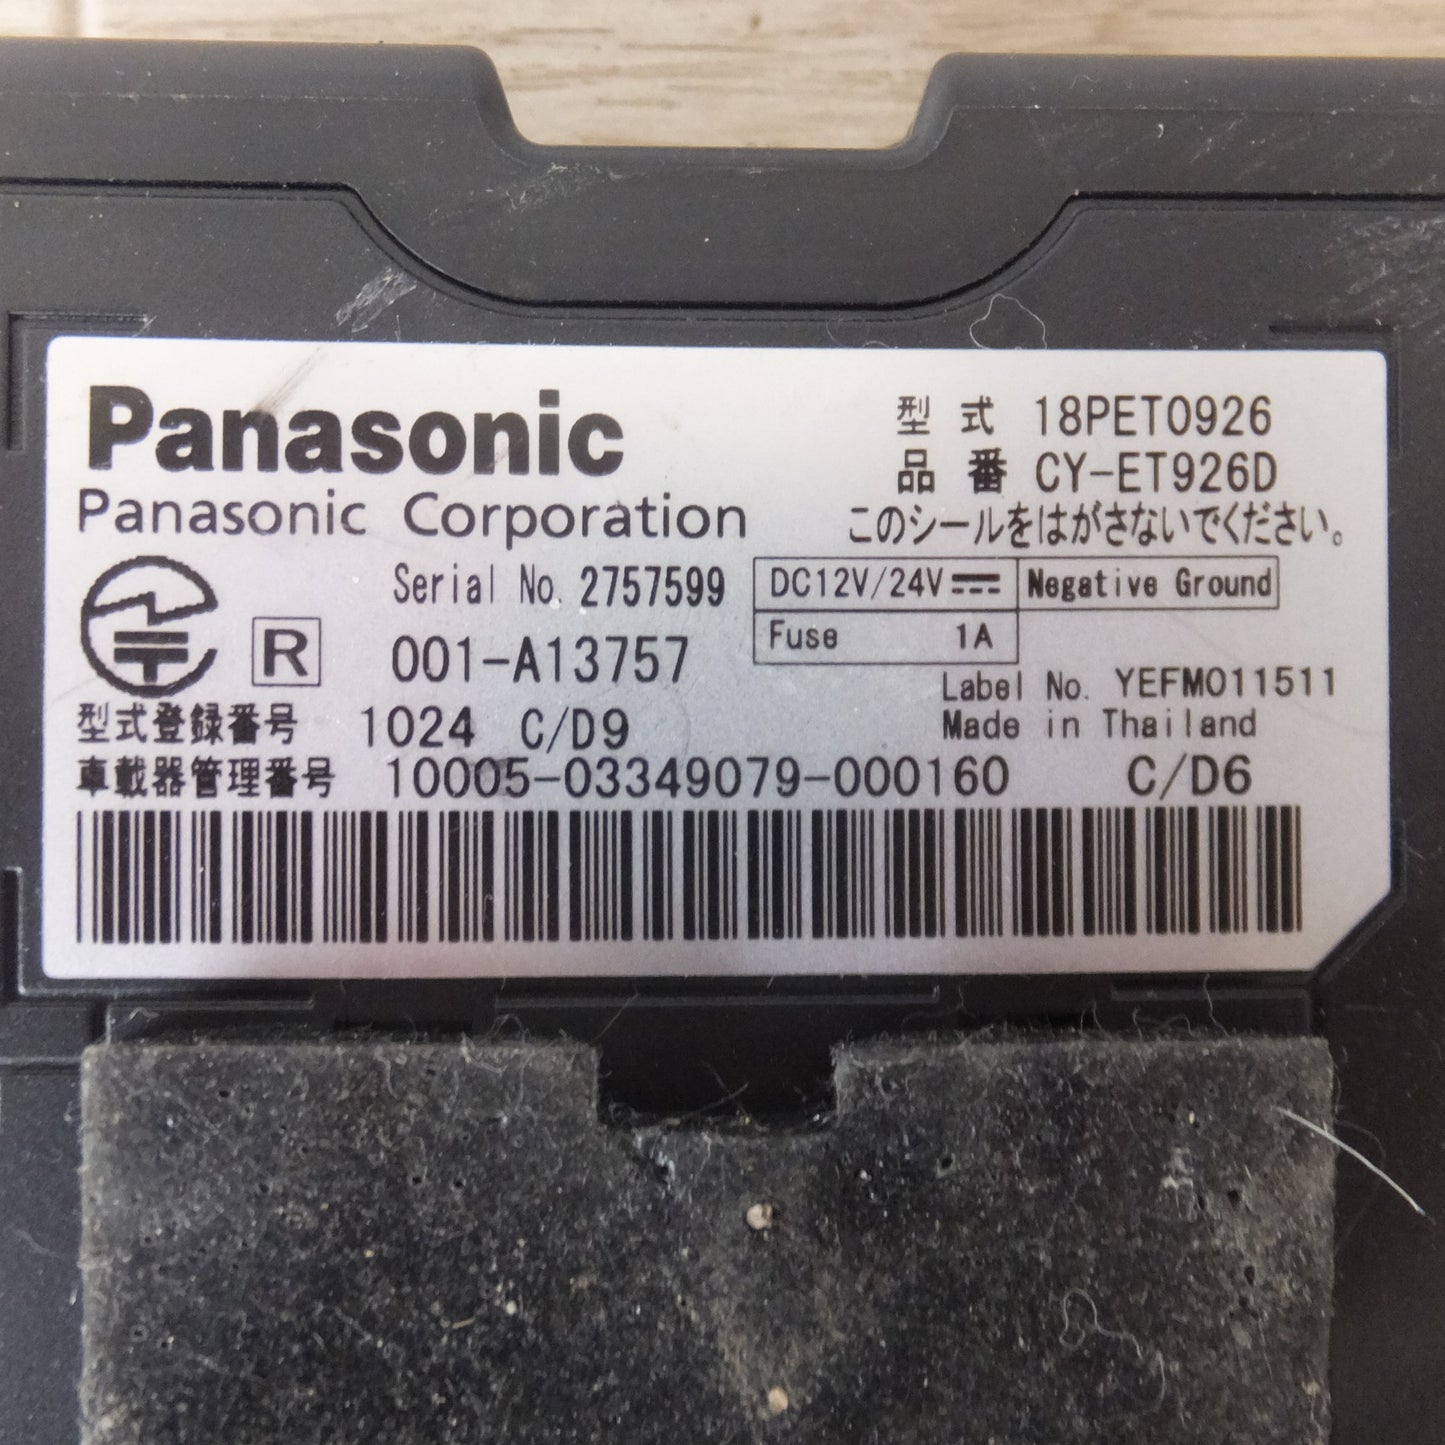 Panasonic
Panasonic Corporation
型式 18PET0926
品番 CY-ET926D
このシールをはがさないでください。
Serial No. 2757599
DC12V/24V Negative Ground
Fuse 1A
R 001-A13757
Label No. YEFM011511
Made in Thailand
型式登録番号 1024 C/D9
車載器管理番号 10005-03349079-000160 C/D6